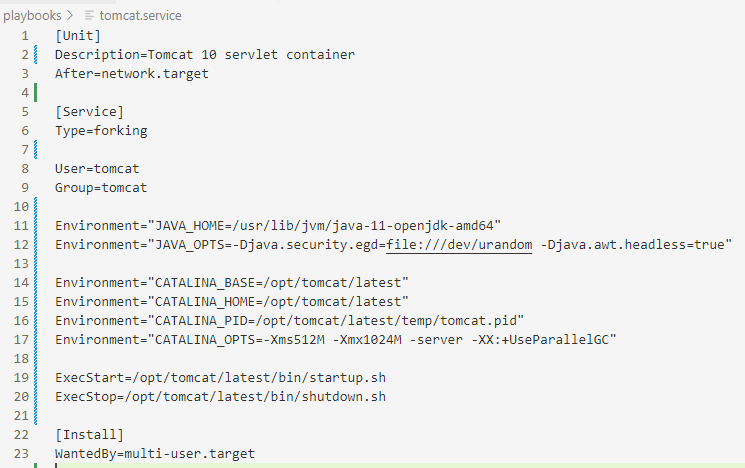 playbooks > tomcat.service
1 [Unit]
2 Description=Tomcat 10 servlet container
3 After=network.target
4
5 [Service]
6 Type=forking
7
8 User=tomcat
9 Group=tomcat
10
11 Environment="JAVA_HOME=/usr/lib/jvm/java-11-openjdk-amd64"
12 Environment="JAVA_OPTS=-Djava.security.egd=file:///dev/urandom -Djava.awt.headless=true"
13
14 Environment="CATALINA_BASE=/opt/tomcat/latest"
15 Environment="CATALINA_HOME=/opt/tomcat/latest"
16 Environment="CATALINA_PID=/opt/tomcat/latest/temp/tomcat.pid"
17 Environment="CATALINA_OPTS=-Xms512M -Xmx1024M -server -XX:+UseParallelGC"
18
19 ExecStart=/opt/tomcat/latest/bin/startup.sh
20 ExecStop=/opt/tomcat/latest/bin/shutdown.sh
21
22 [Install]
23 WantedBy=multi-user.target